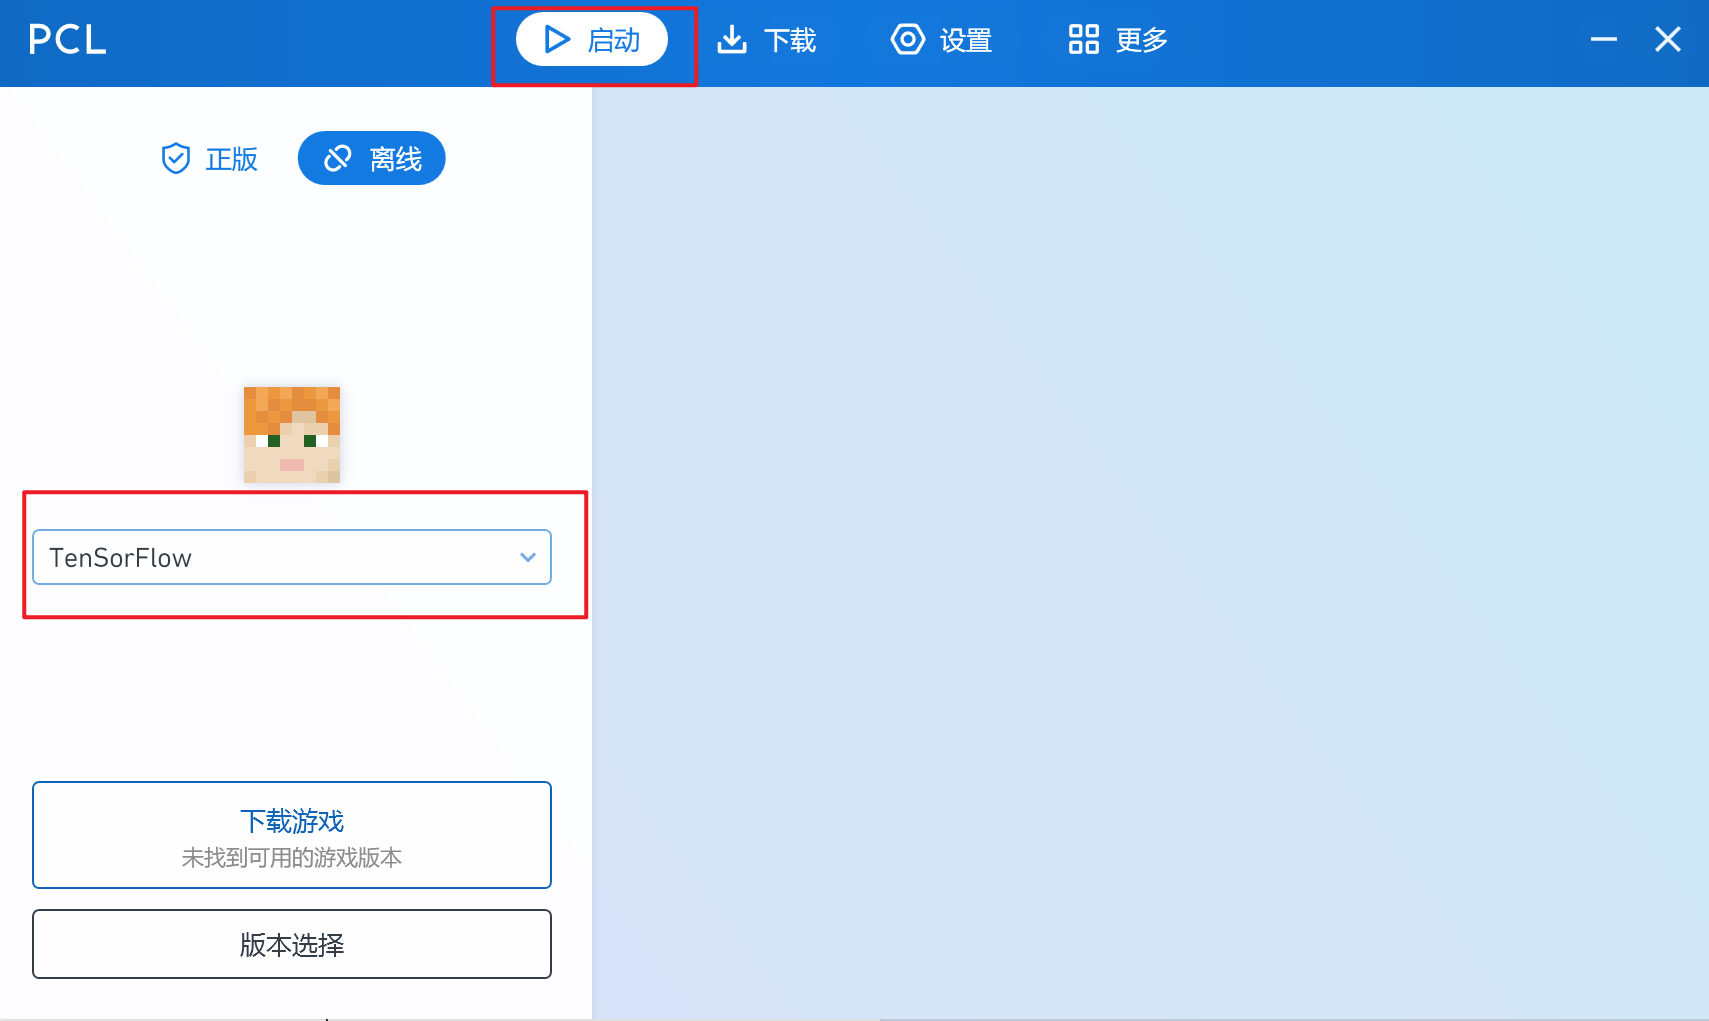 PCL
启动
下载
设置
更多
正版
离线
TenSorFlow
下载游戏
未找到可用的游戏版本
版本选择